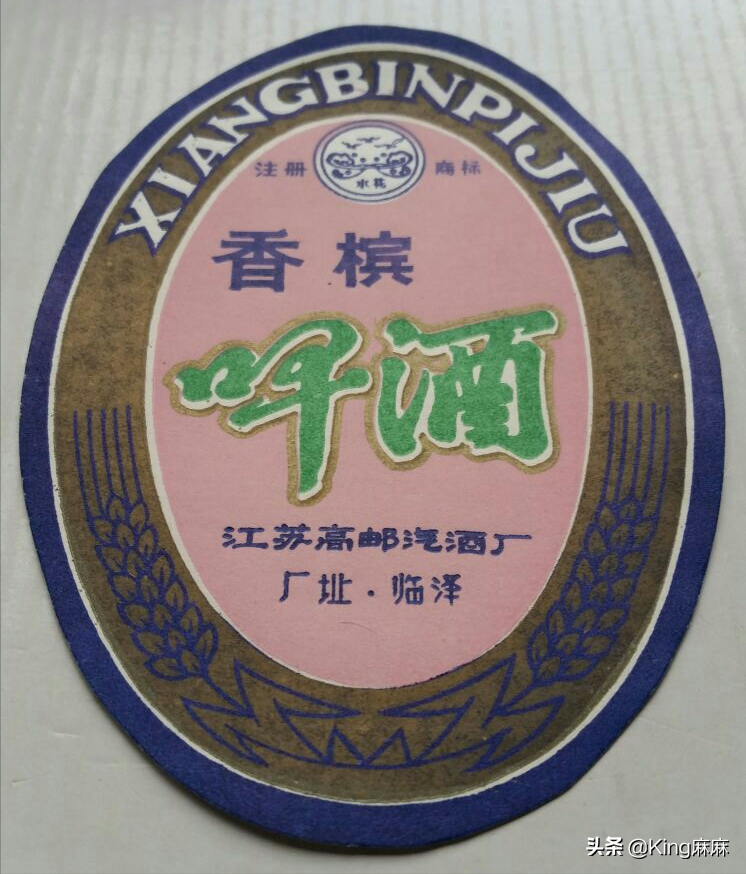 XIANGBINPIJIU
注册 商标
水花
香槟
啤酒
江苏高邮汽酒厂
厂址·临泽
头条 @King麻麻